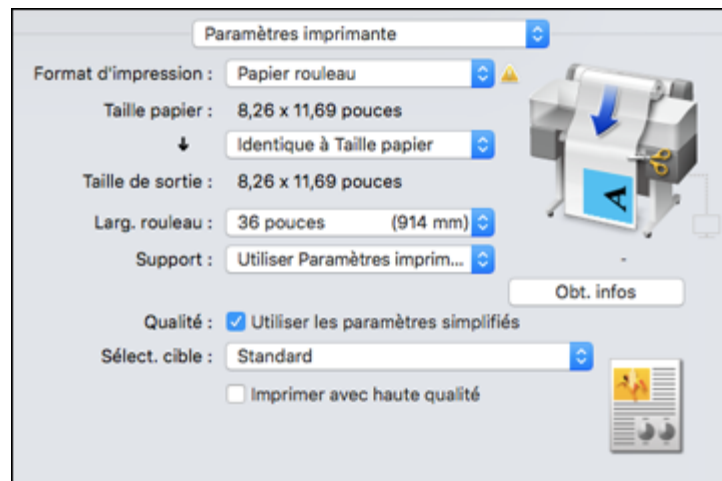 Paramètres imprimante
Format d'impression : Papier rouleau
Taille papier : 8,26 x 11,69 pouces
Identique à Taille papier
Taille de sortie : 8,26 x 11,69 pouces
Larg. rouleau : 36 pouces (914 mm)
Support : Utiliser Paramètres imprim...
-
Obt. infos
Qualité : Utiliser les paramètres simplifiés
Sélect. cible : Standard
Imprimer avec haute qualité
A